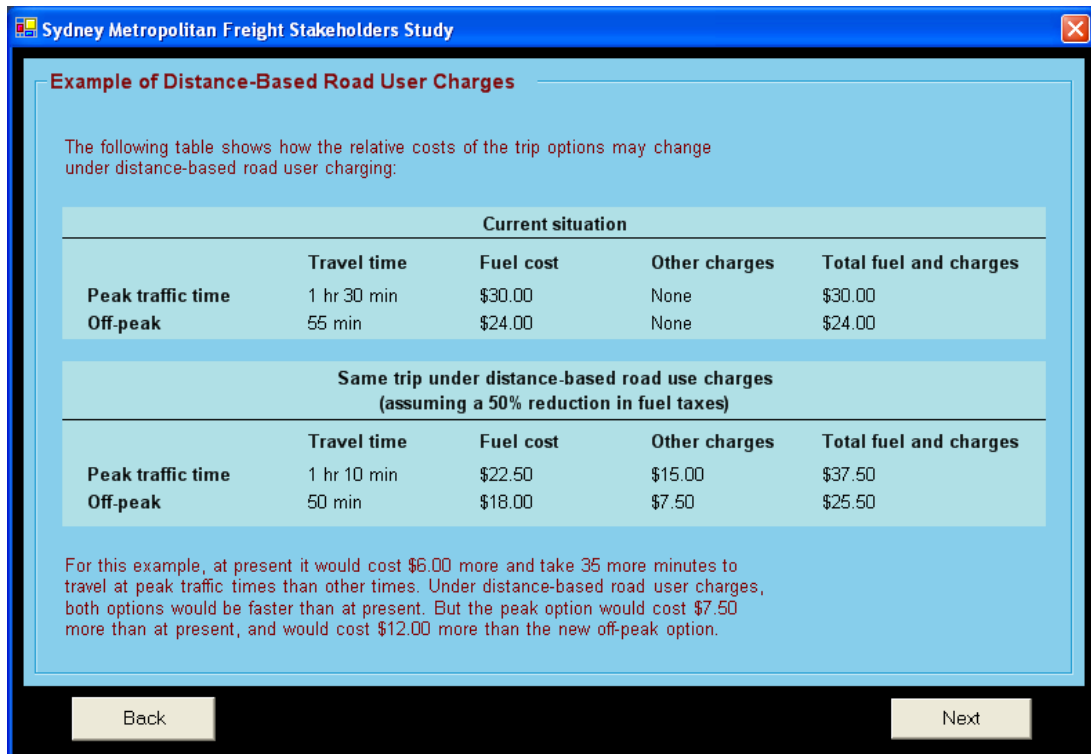 Sydney Metropolitan Freight Stakeholders Study
Example of Distance-Based Road User Charges
The following table shows how the relative costs of the trip options may change
under distance-based road user charging:
Current situation
Travel time Fuel cost Other charges Total fuel and charges
Peak traffic time 1 hr 30 min $30.00 None $30.00
Off-peak 55 min $24.00 None $24.00
Same trip under distance-based road use charges
(assuming a 50% reduction in fuel taxes)
Travel time Fuel cost Other charges Total fuel and charges
Peak traffic time 1 hr 10 min $22.50 $15.00 $37.50
Off-peak 50 min $18.00 $7.50 $25.50
For this example, at present it would cost $6.00 more and take 35 more minutes to
travel at peak traffic times than other times. Under distance-based road user charges,
both options would be faster than at present. But the peak option would cost $7.50
more than at present, and would cost $12.00 more than the new off-peak option.
Back Next